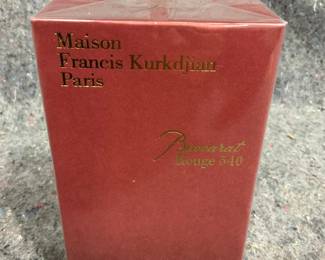 Maison
Francis Kurkdjian
Paris
Baccarat
Rouge 540